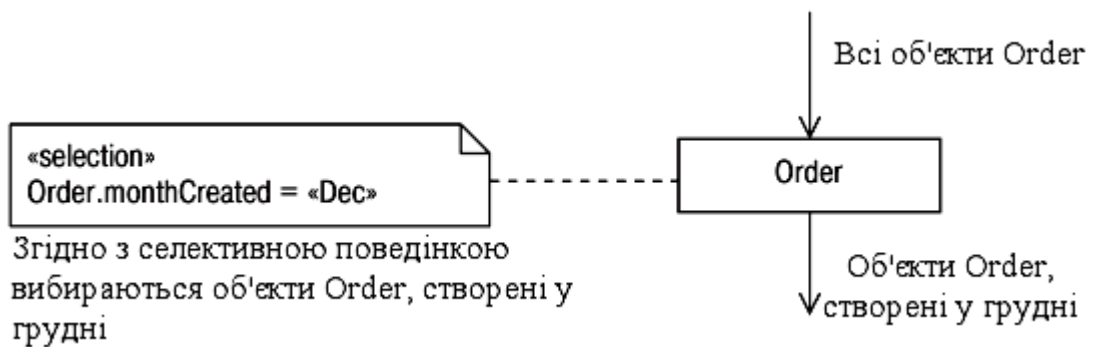 Всі об'єкти Order
«selection»
Order.monthCreated = «Dec»
Order
Згідно з селективною поведінкою
вибираються об'єкти Order, створені у
грудні
Об'єкти Order,
створені у грудні